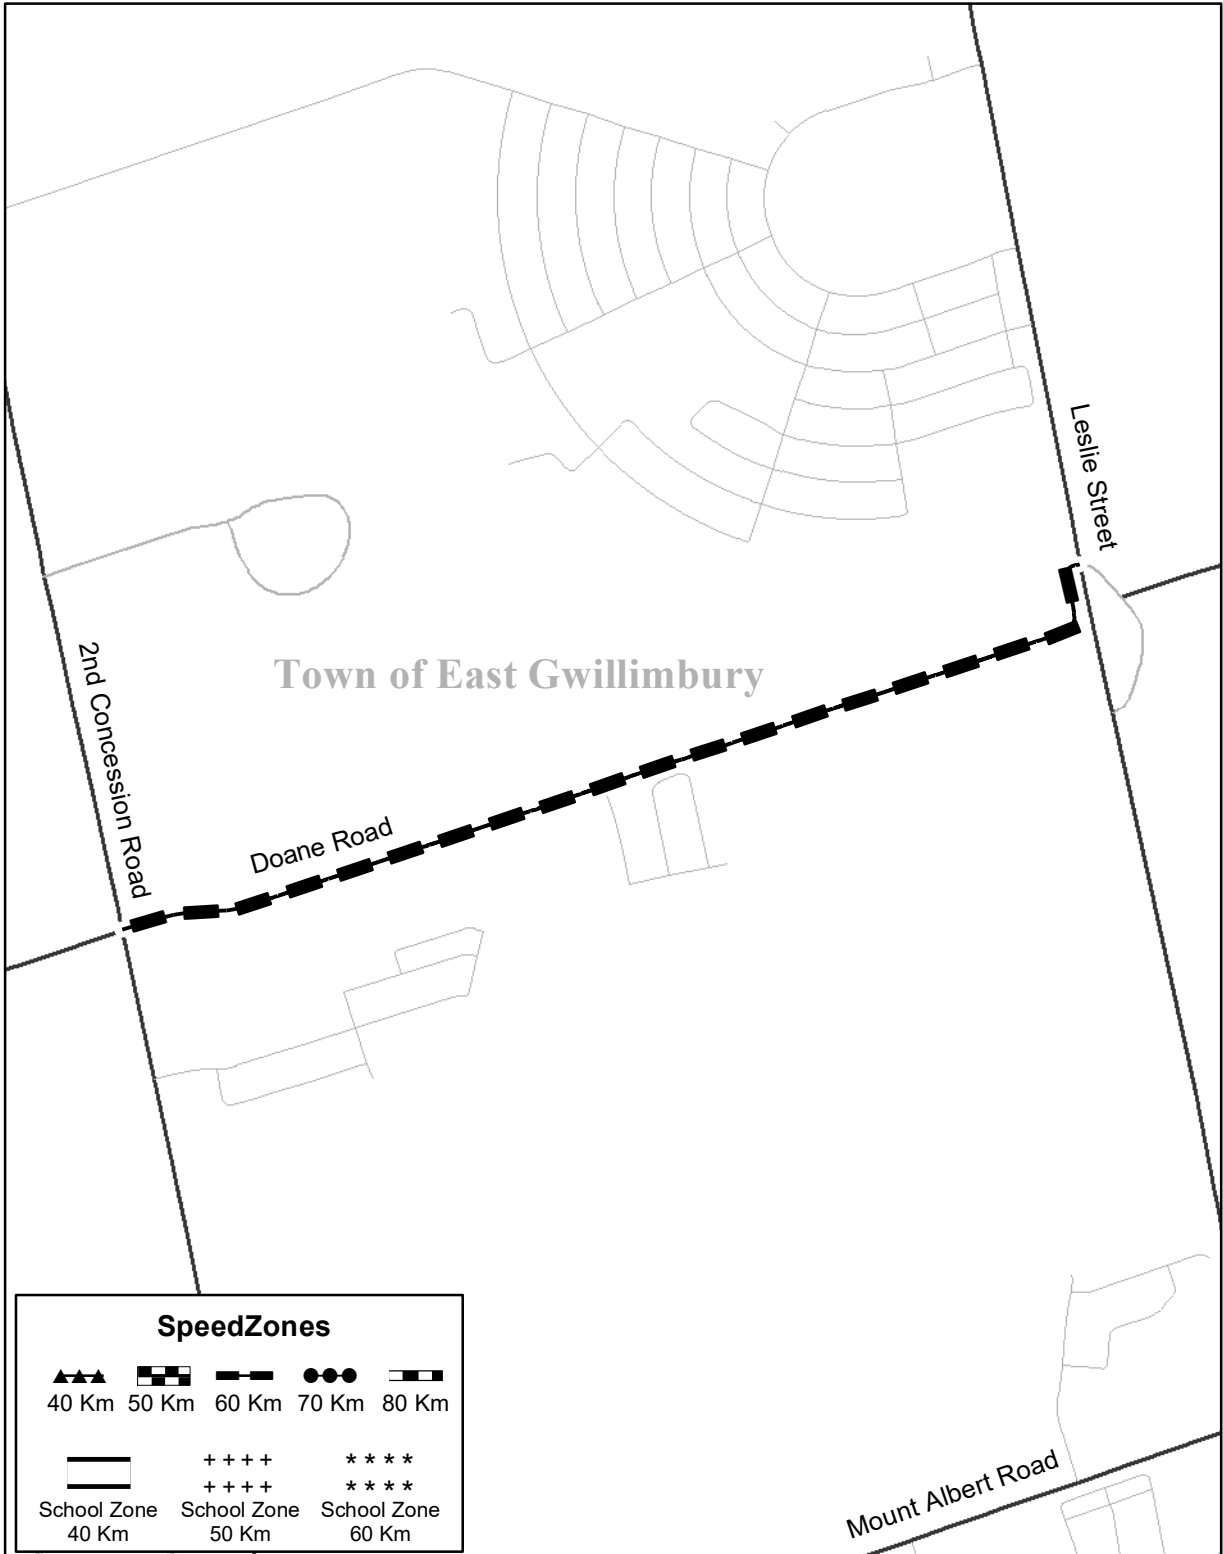 Leslie Street
2nd Concession Road
Town of East Gwillimbury
Doane Road
Mount Albert Road
SpeedZones
40 Km 50 Km 60 Km 70 Km 80 Km
School Zone School Zone School Zone
40 Km 50 Km 60 Km